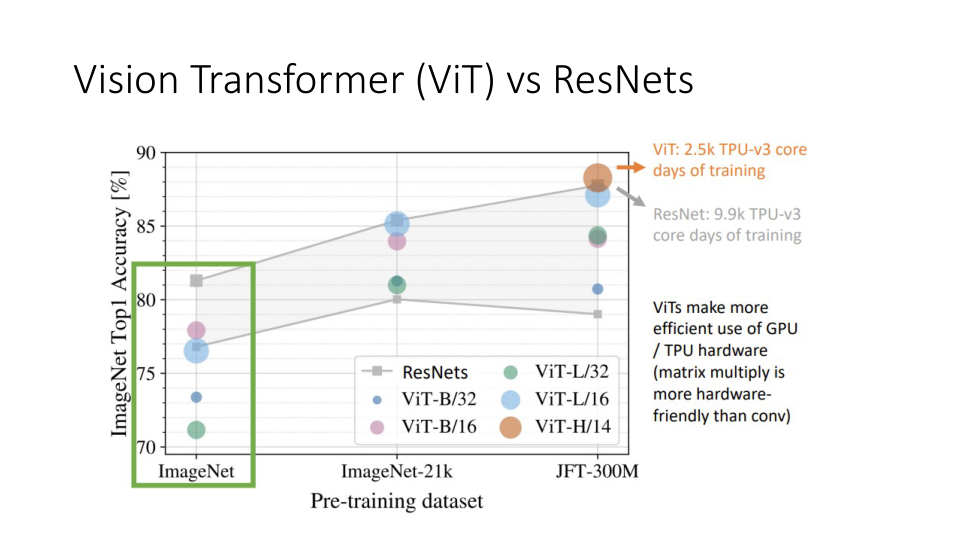 Vision Transformer (ViT) vs ResNets
90
85
80
75
70
ImageNet Top1 Accuracy [%]
ImageNet
ImageNet-21k
JFT-300M
Pre-training dataset
ResNets
ViT-B/32
ViT-B/16
ViT-L/32
ViT-L/16
ViT-H/14
ViT: 2.5k TPU-v3 core
days of training
ResNet: 9.9k TPU-v3
core days of training
ViTs make more
efficient use of GPU
/ TPU hardware
(matrix multiply is
more hardware-
friendly than conv)